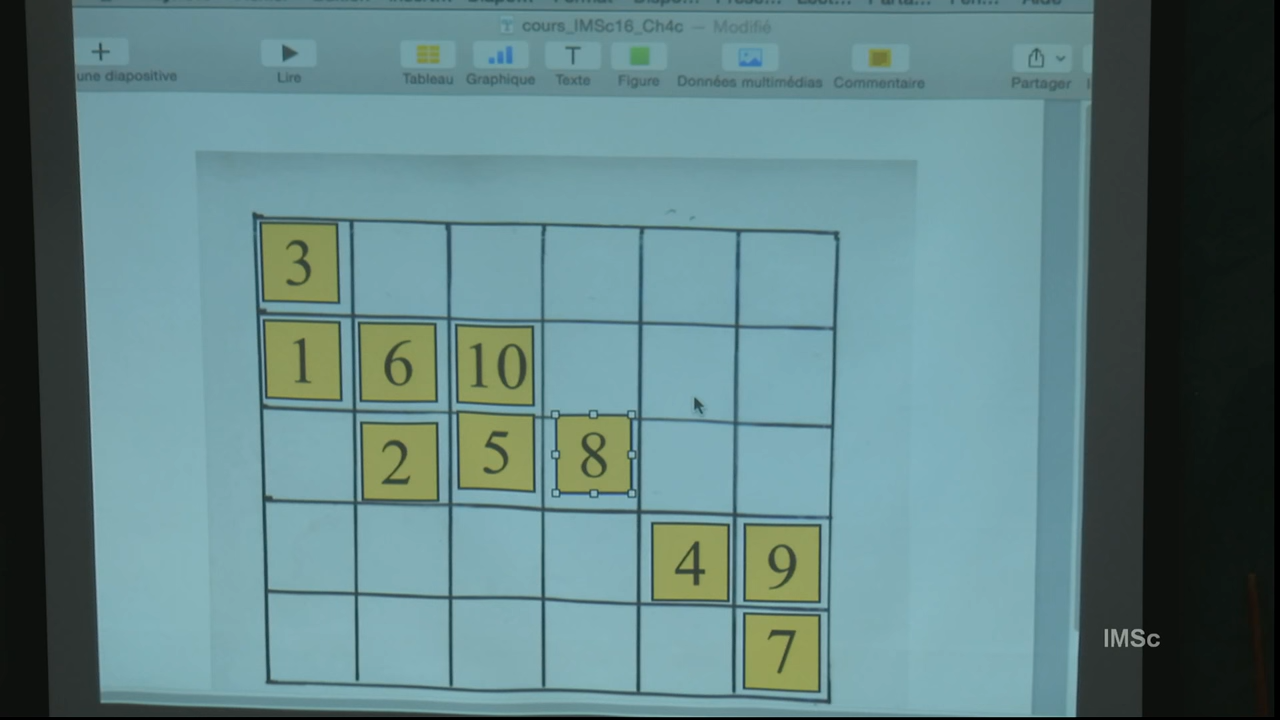 cours_IMSc16_Ch4c — Modifié
une diapositive
Lire
Tableau
Graphique
Texte
Figure
Données multimédias
Commentaire
Partager
3
1 6 10
2 5 8
4 9
7
IMSc